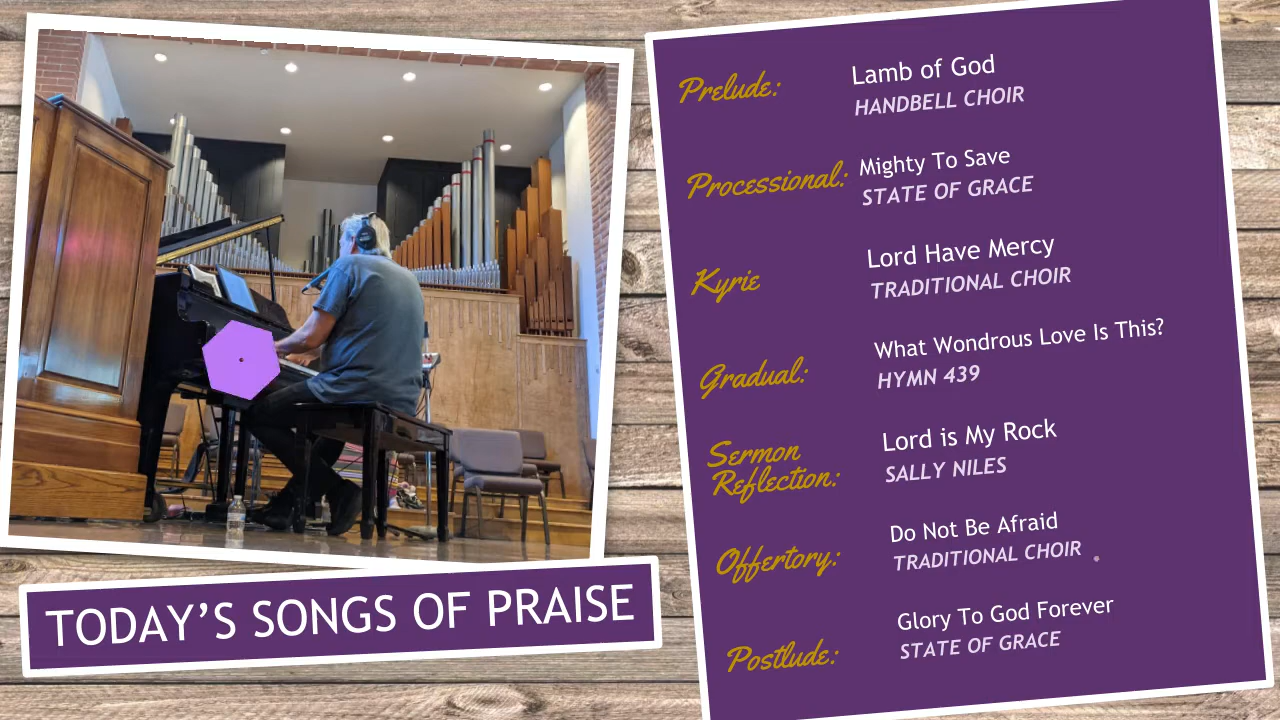 Prelude:
Lamb of God
HANDBELL CHOIR
Processional:
Mighty To Save
STATE OF GRACE
Kyrie
Lord Have Mercy
TRADITIONAL CHOIR
Gradual:
What Wondrous Love Is This?
HYMN 439
Sermon
Reflection:
Lord is My Rock
SALLY NILES
Offertory:
Do Not Be Afraid
TRADITIONAL CHOIR
Postlude:
Glory To God Forever
STATE OF GRACE
TODAY’S SONGS OF PRAISE